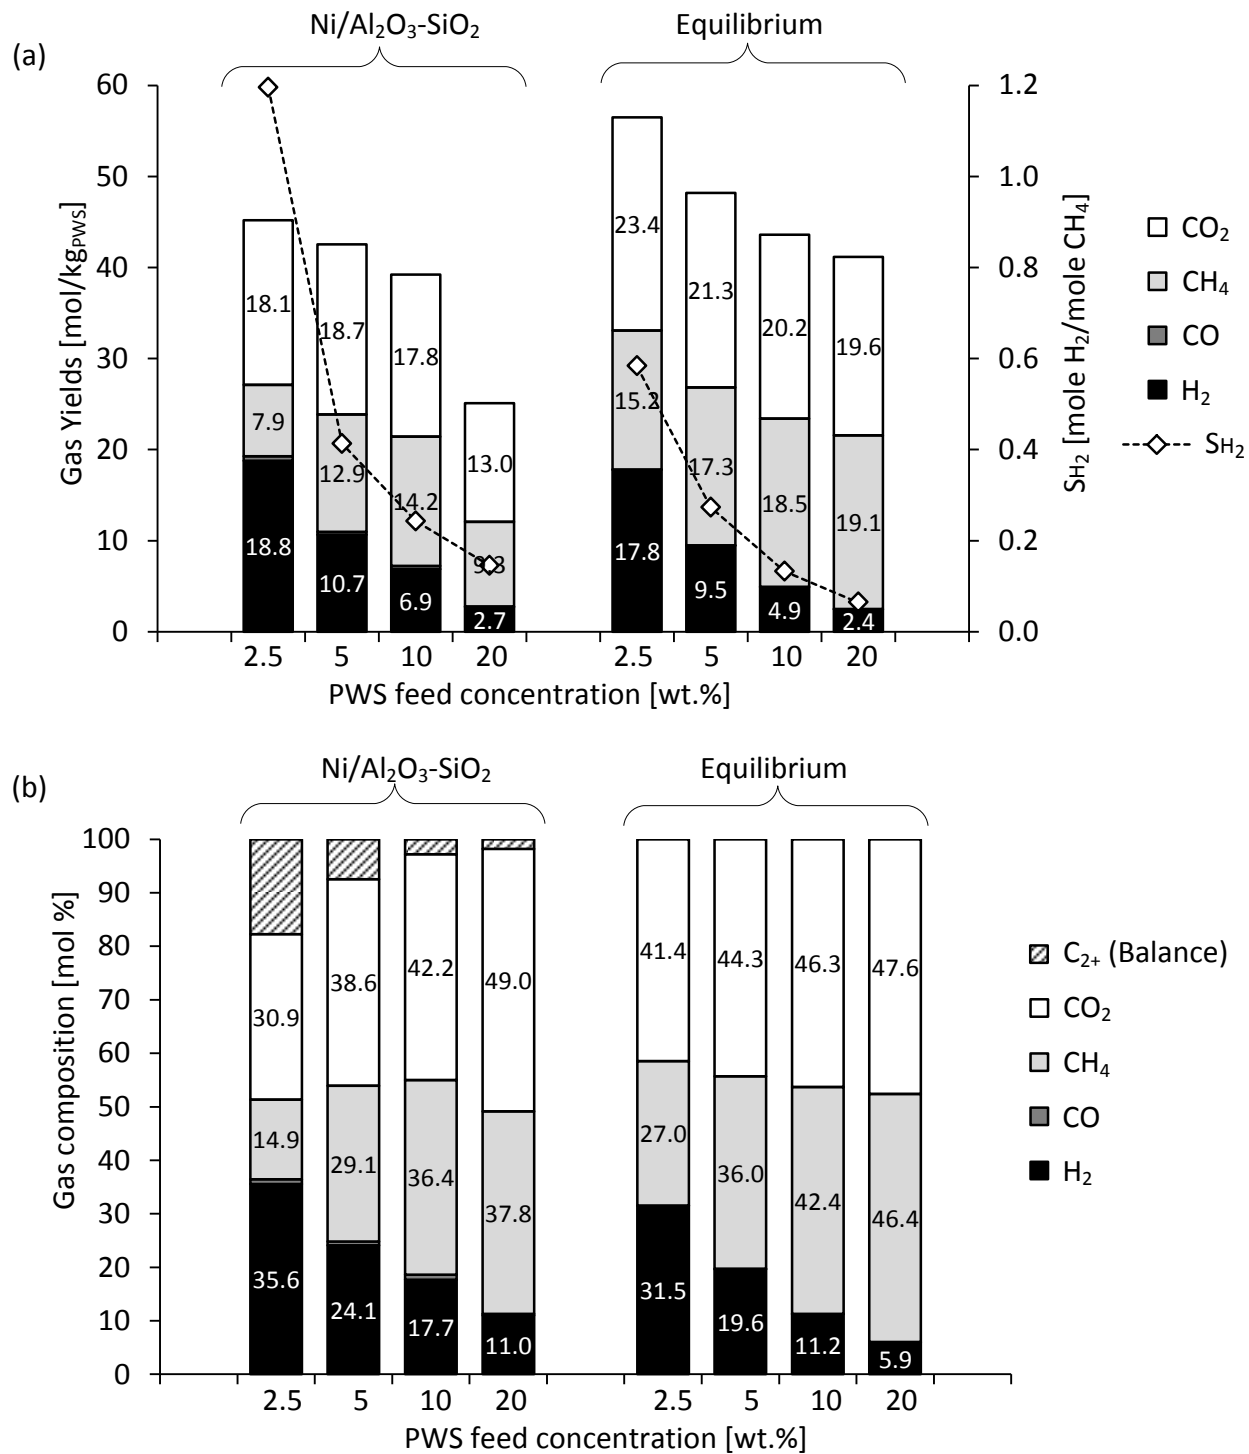 Ni/Al₂O₃-SiO₂ Equilibrium
(a)
60 1.2
50 1.0
40 0.8
30 0.6
20 0.4
10 0.2
0 0.0
Gas Yields [mol/kgPWS]
SH₂ [mole H₂/mole CH₄]
18.1 18.7 17.8 13.0 23.4 21.3 20.2 19.6
7.9 12.9 14.2 9.3 15.2 17.3 18.5 19.1
18.8 10.7 6.9 2.7 17.8 9.5 4.9 2.4
2.5 5 10 20 2.5 5 10 20
PWS feed concentration [wt.%]
CO₂
CH₄
CO
H₂
SH₂
Ni/Al₂O₃-SiO₂ Equilibrium
(b)
100
90
80
70
60
50
40
30
20
10
0
Gas composition [mol %]
30.9 38.6 42.2 49.0 41.4 44.3 46.3 47.6
14.9 29.1 36.4 37.8 27.0 36.0 42.4 46.4
35.6 24.1 17.7 11.0 31.5 19.6 11.2 5.9
2.5 5 10 20 2.5 5 10 20
PWS feed concentration [wt.%]
C₂₊ (Balance)
CO₂
CH₄
CO
H₂